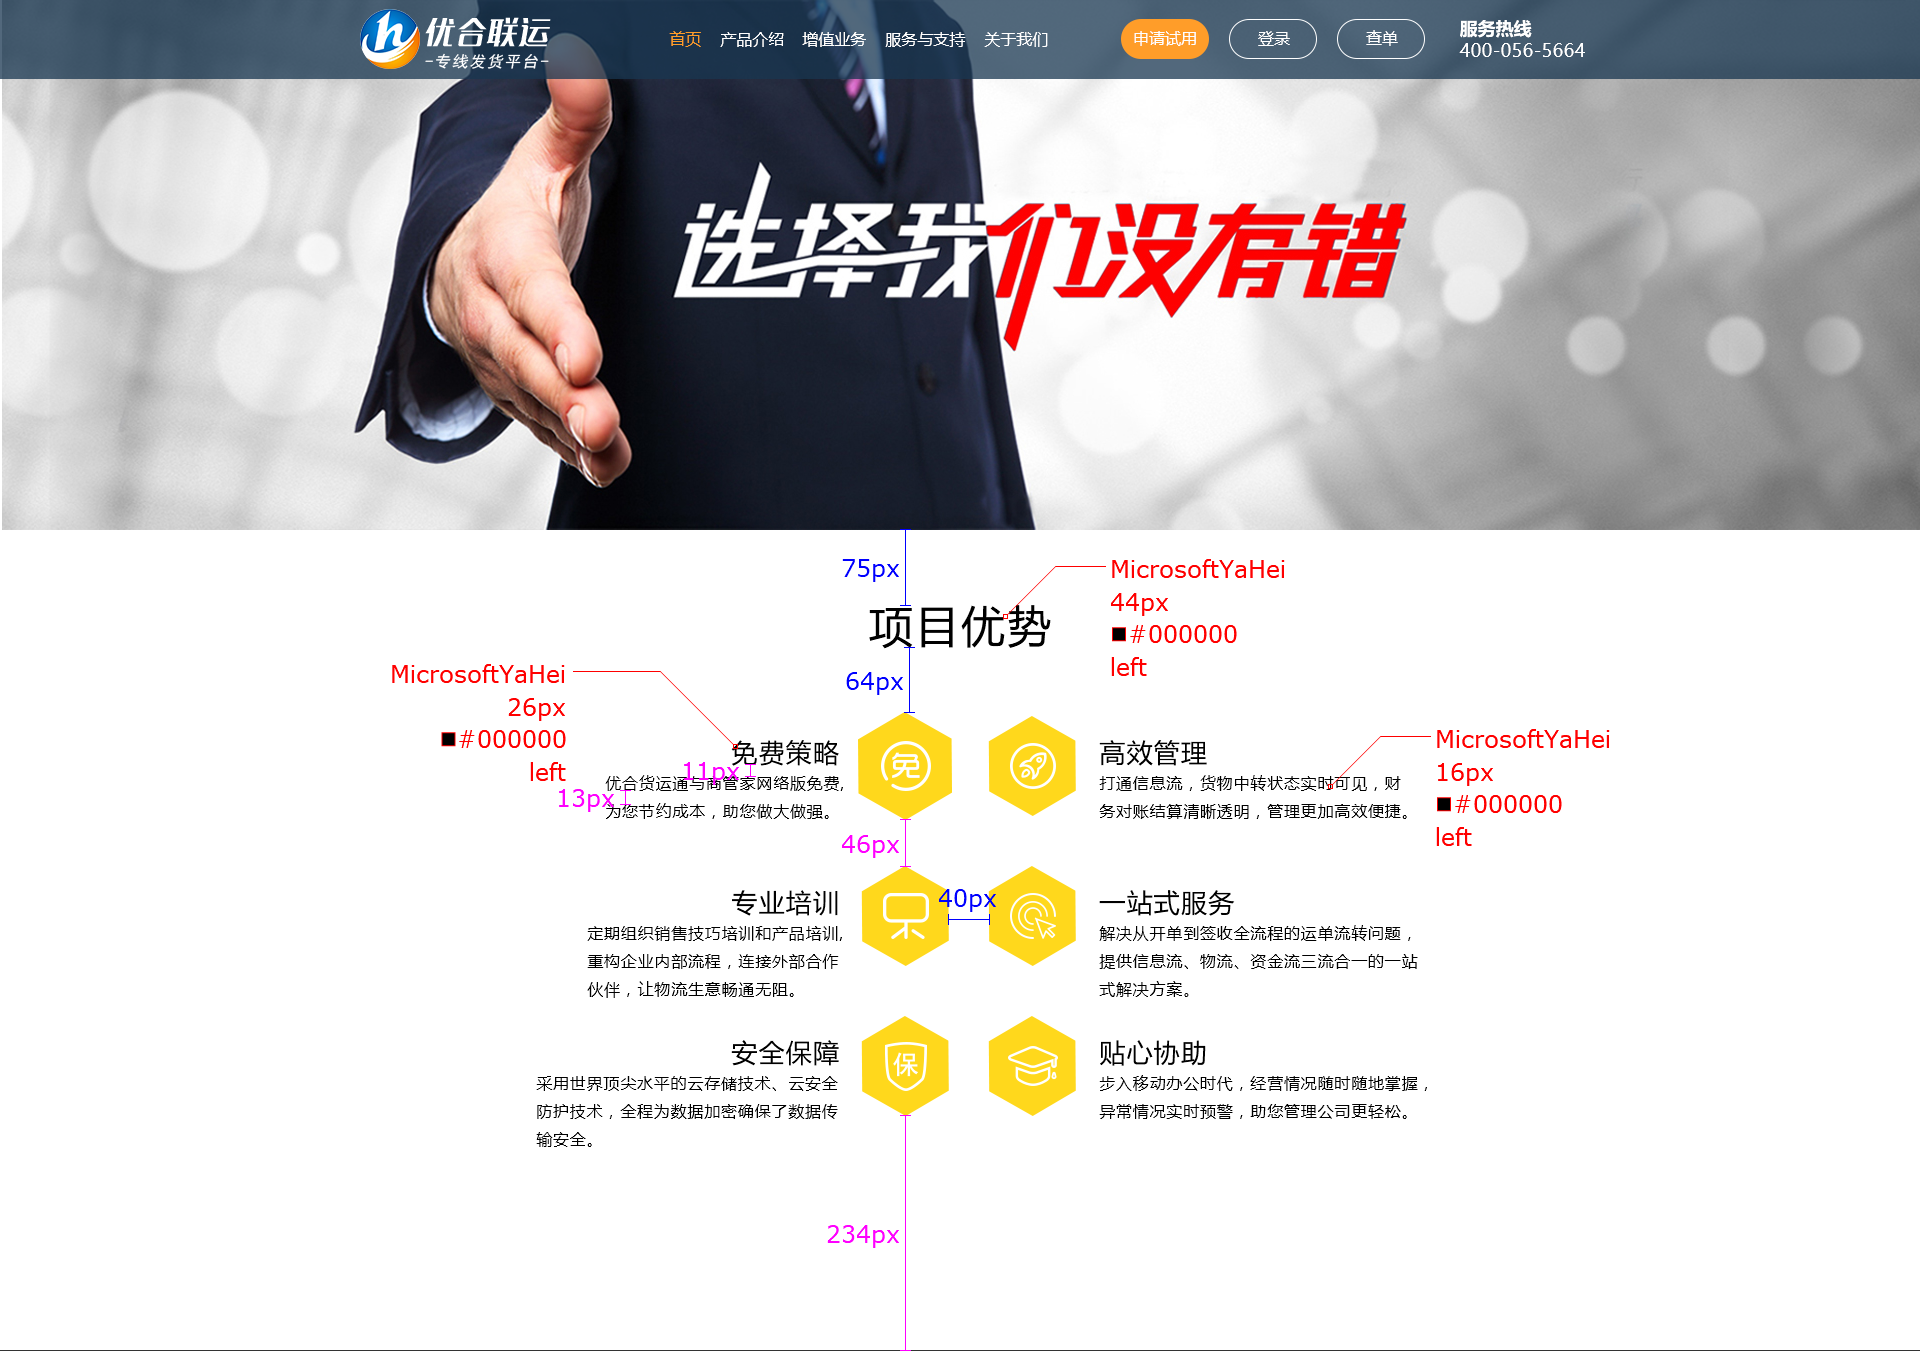 优合联运
-专线发货平台-
首页 产品介绍 增值业务 服务与支持 关于我们
申请试用 登录 查单
服务热线
400-056-5664
选择我们没有错
75px
MicrosoftYaHei
44px
#000000
left
项目优势
64px
MicrosoftYaHei
26px
#000000
left
免费策略
11px
优合货运通与商管家网络版免费,
13px
为您节约成本，助您做大做强。
免
高效管理
打通信息流，货物中转状态实时可见，财
务对账结算清晰透明，管理更加高效便捷。
MicrosoftYaHei
16px
#000000
left
46px
专业培训
定期组织销售技巧培训和产品培训,
重构企业内部流程，连接外部合作
伙伴，让物流生意畅通无阻。
40px
一站式服务
解决从开单到签收全流程的运单流转问题，
提供信息流、物流、资金流三流合一的一站
式解决方案。
安全保障
采用世界顶尖水平的云存储技术、云安全
防护技术，全程为数据加密确保了数据传
输安全。
保
贴心协助
步入移动办公时代，经营情况随时随地掌握，
异常情况实时预警，助您管理公司更轻松。
234px